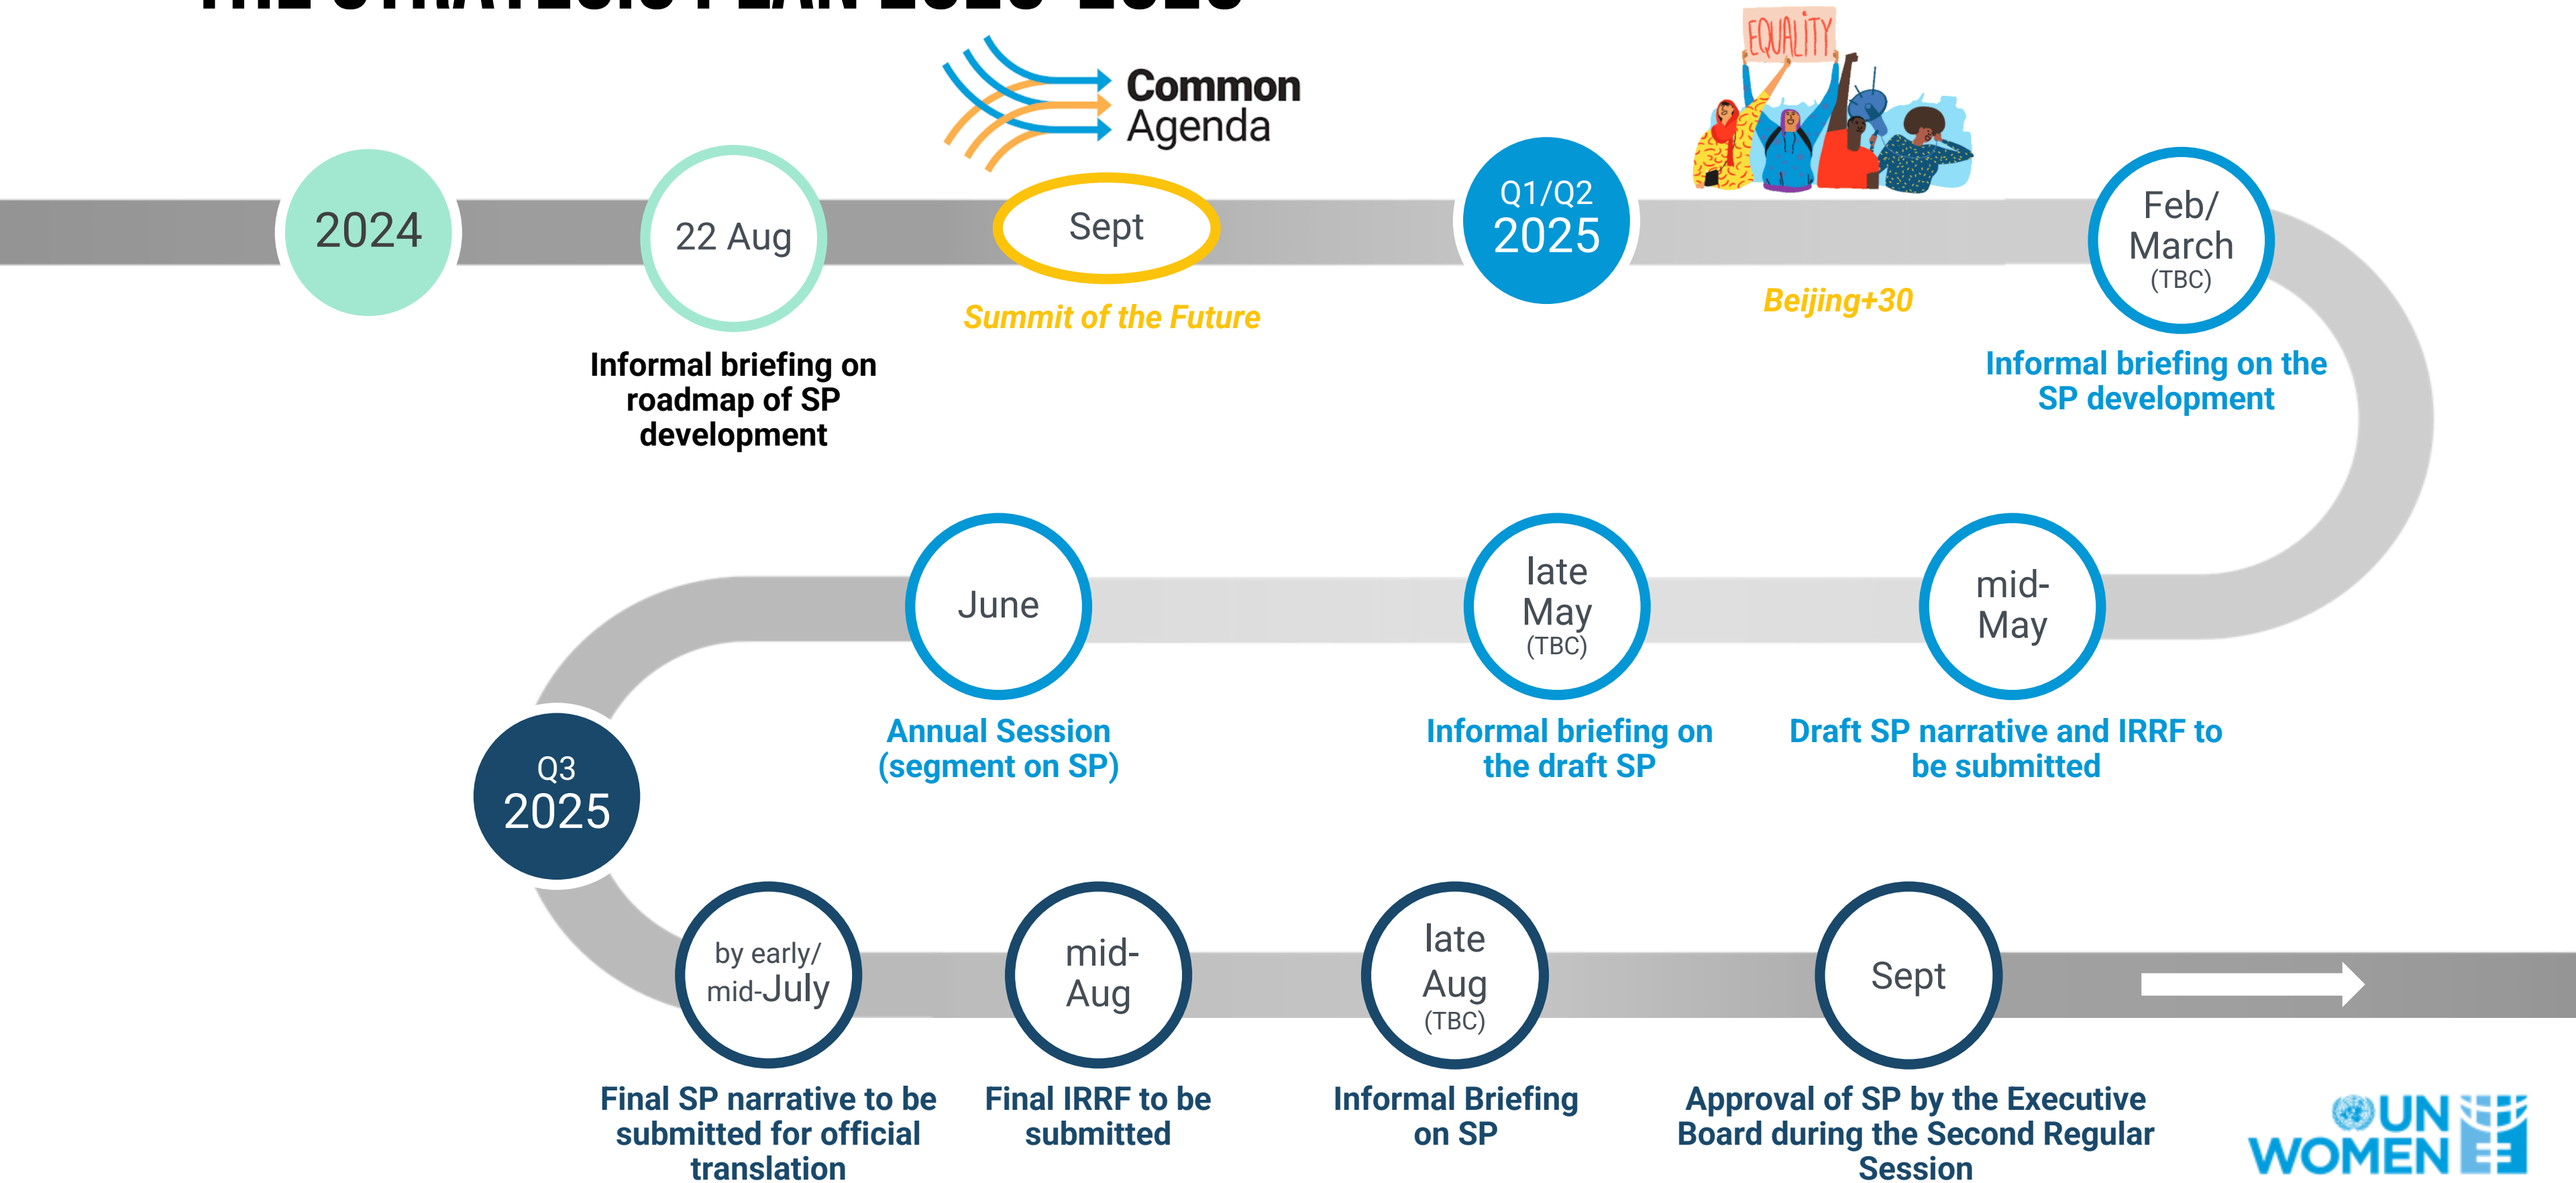 THE STRATEGIC PLAN 2026-2029
EQUALITY
Common
Agenda
2024
22 Aug
Sept
Q1/Q2
2025
Feb/
March
(TBC)
Summit of the Future
Beijing+30
Informal briefing on
roadmap of SP
development
Informal briefing on the
SP development
June
late
May
(TBC)
mid-
May
Annual Session
(segment on SP)
Informal briefing on
the draft SP
Draft SP narrative and IRRF to
be submitted
Q3
2025
by early/
mid-July
mid-
Aug
late
Aug
(TBC)
Sept
Final SP narrative to be
submitted for official
translation
Final IRRF to be
submitted
Informal Briefing
on SP
Approval of SP by the Executive
Board during the Second Regular
Session
UN
WOMEN